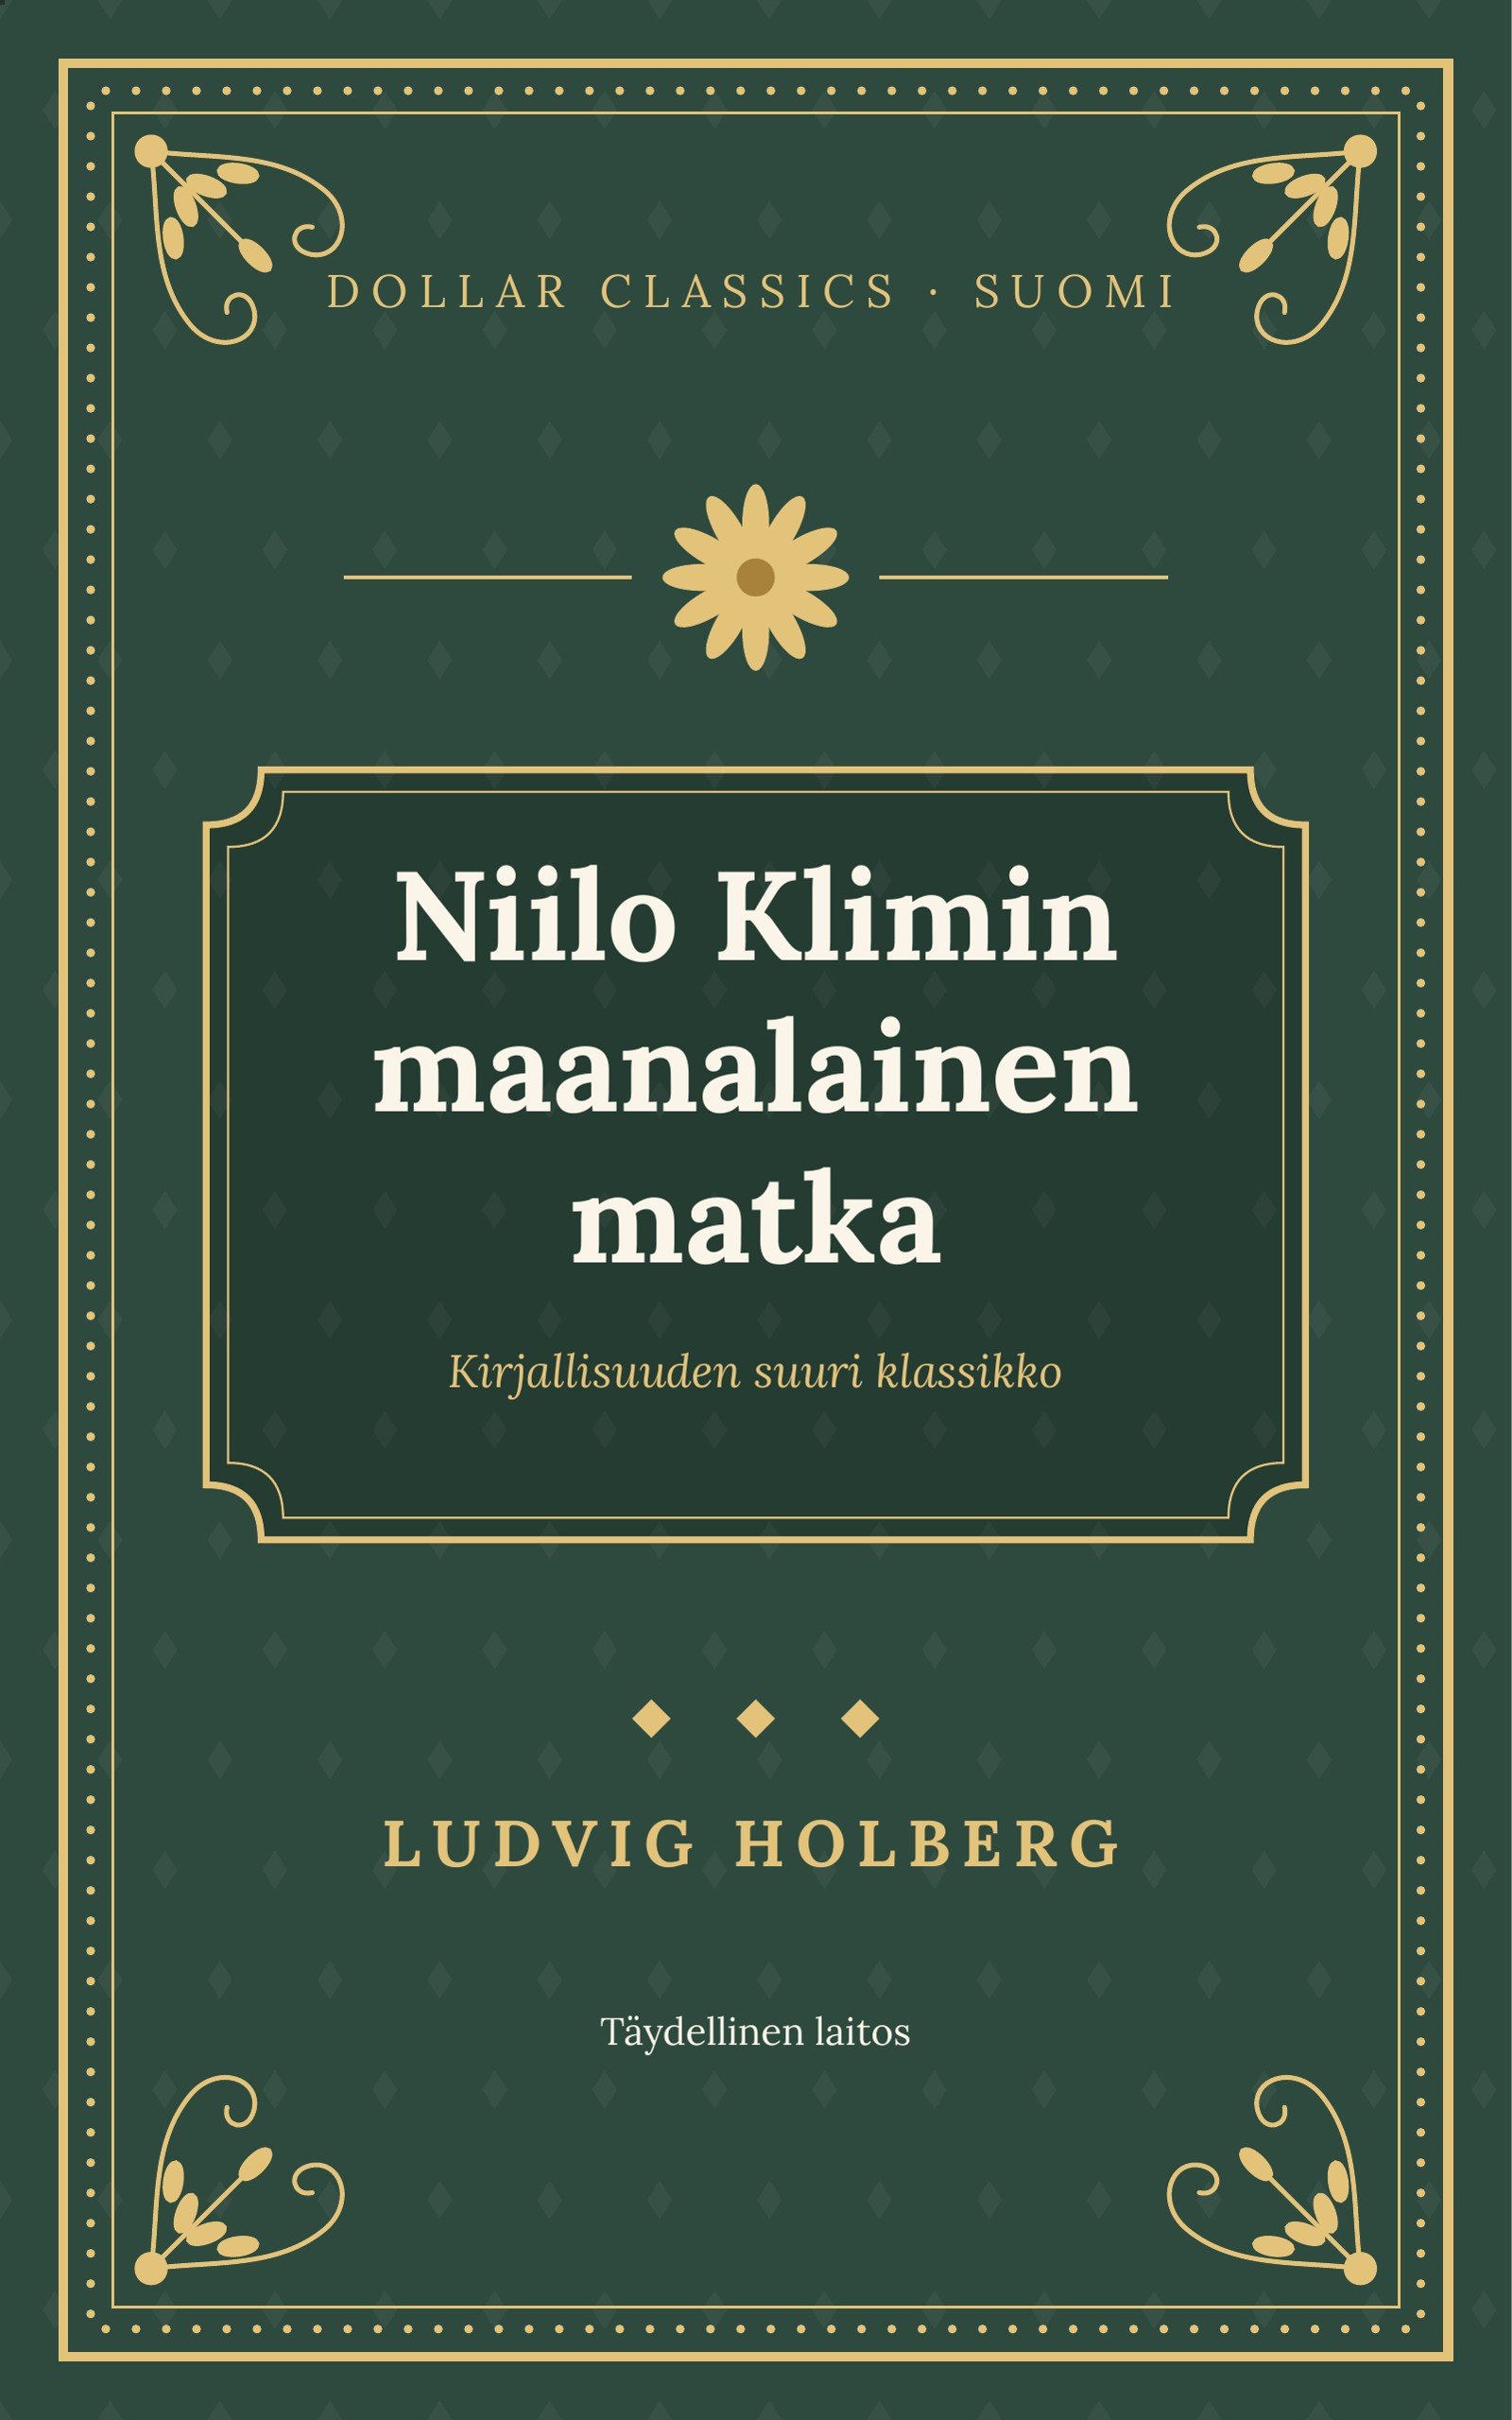 DOLLAR CLASSICS · SUOMI
Niilo Klimin
maanalainen
matka
Kirjallisuuden suuri klassikko
LUDVIG HOLBERG
Täydellinen laitos